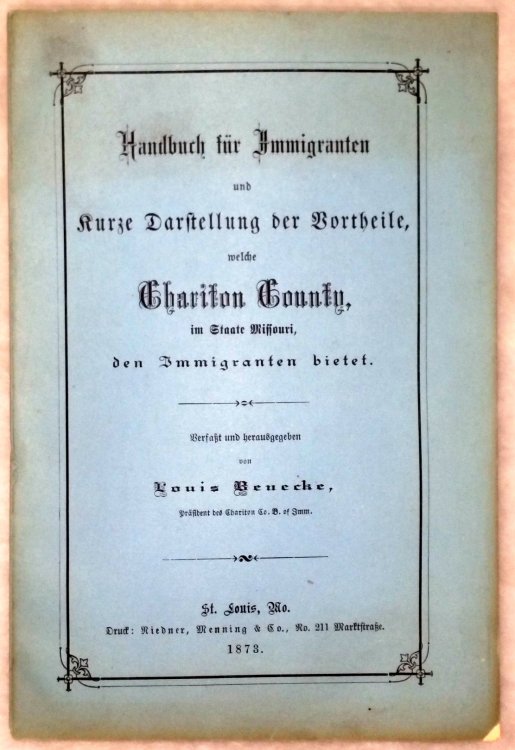 Handbuch für Immigranten
und
Kurze Darstellung der Vortheile,
welche
Chariton County,
im Staate Missouri,
den Immigranten bietet.
Verfaßt und herausgegeben
von
Louis Benecke,
Präsident des Chariton Co. B. of Imm.
St. Louis, Mo.
Druck: Niedner, Menning & Co., No. 211 Marktstraße.
1873.